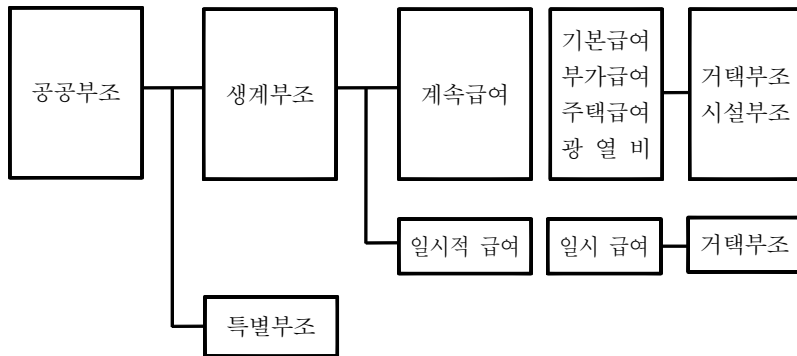 공공부조
생계부조
계속급여
기본급여
부가급여
주택급여
광 열 비
거택부조
시설부조
일시적 급여
일시 급여
거택부조
특별부조